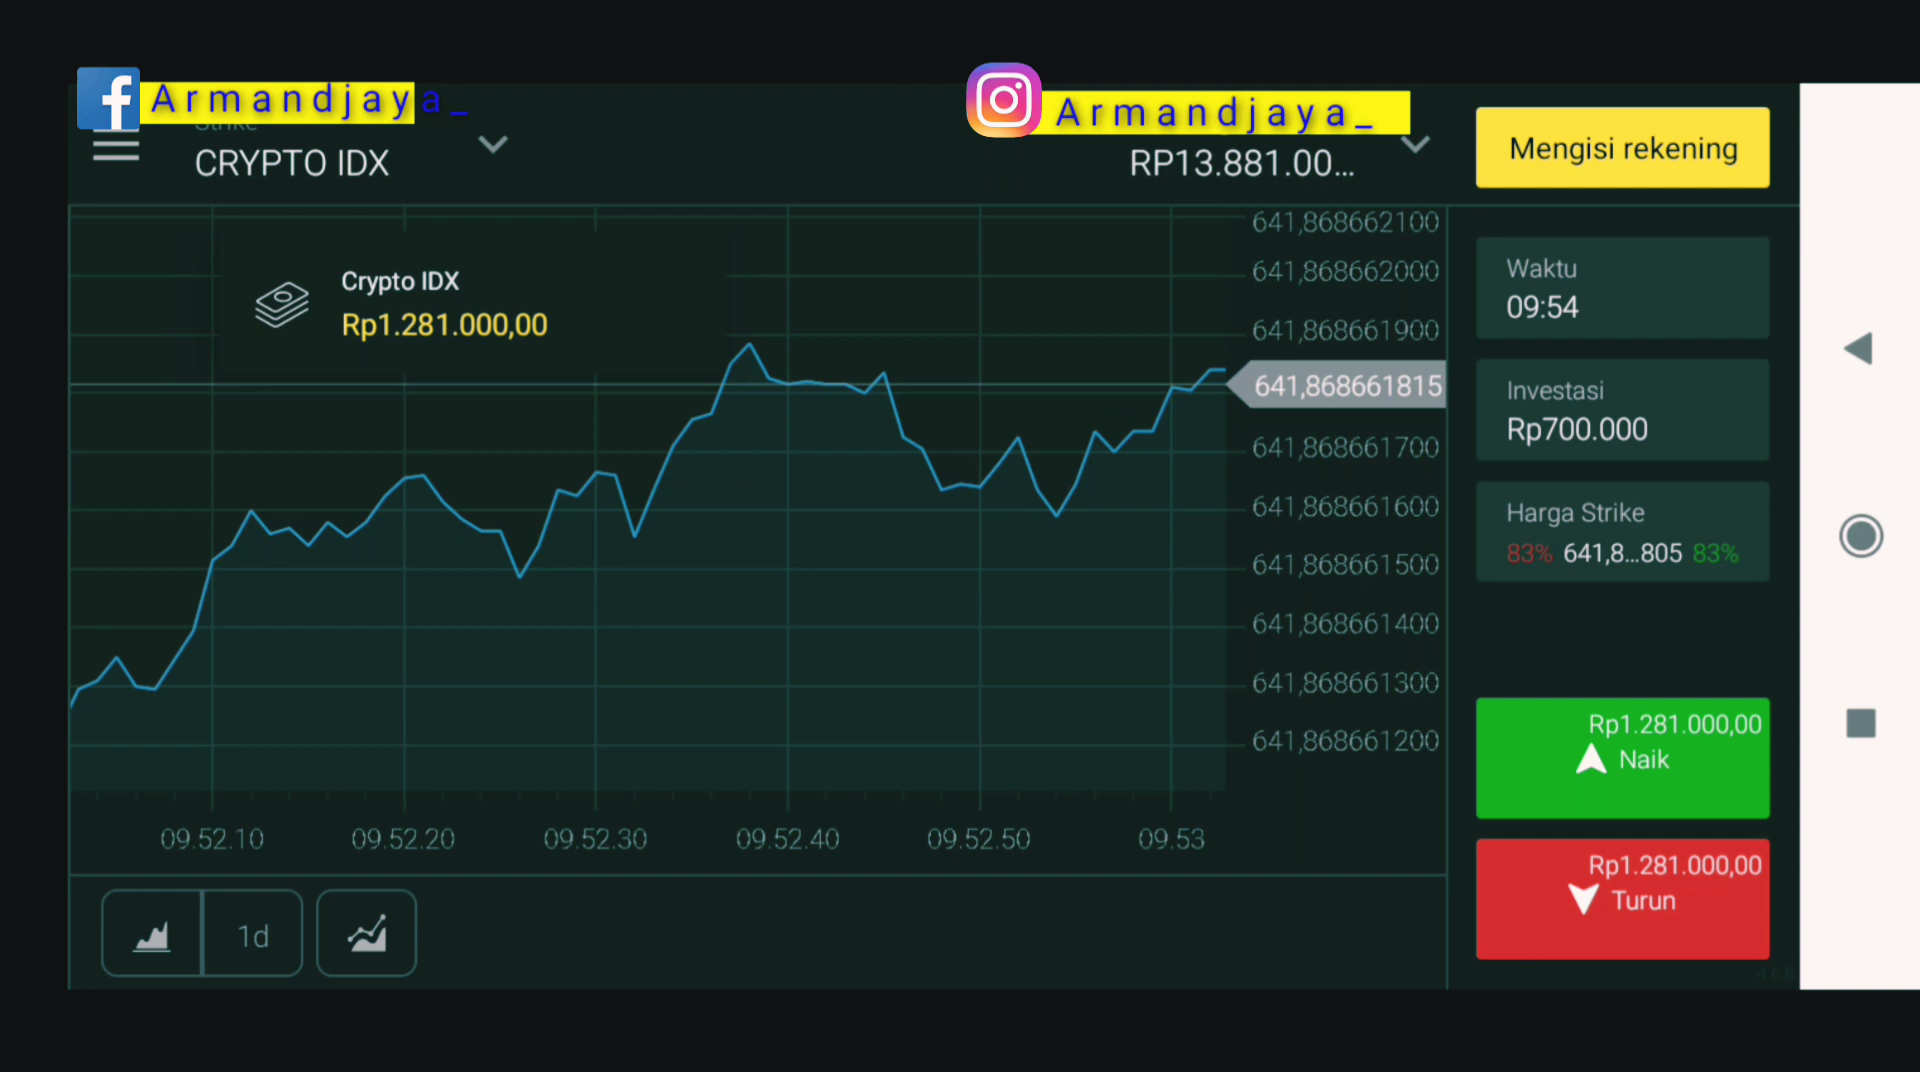 Armandjaya_
Armandjaya_
Strike
CRYPTO IDX
RP13.881.00...
Mengisi rekening
Crypto IDX
Rp1.281.000,00
641,868662100
641,868662000
641,868661900
641,868661815
641,868661700
641,868661600
641,868661500
641,868661400
641,868661300
641,868661200
09.52.10
09.52.20
09.52.30
09.52.40
09.52.50
09.53
1d
Waktu
09:54
Investasi
Rp700.000
Harga Strike
83% 641,8...805 83%
Rp1.281.000,00
Naik
Rp1.281.000,00
Turun